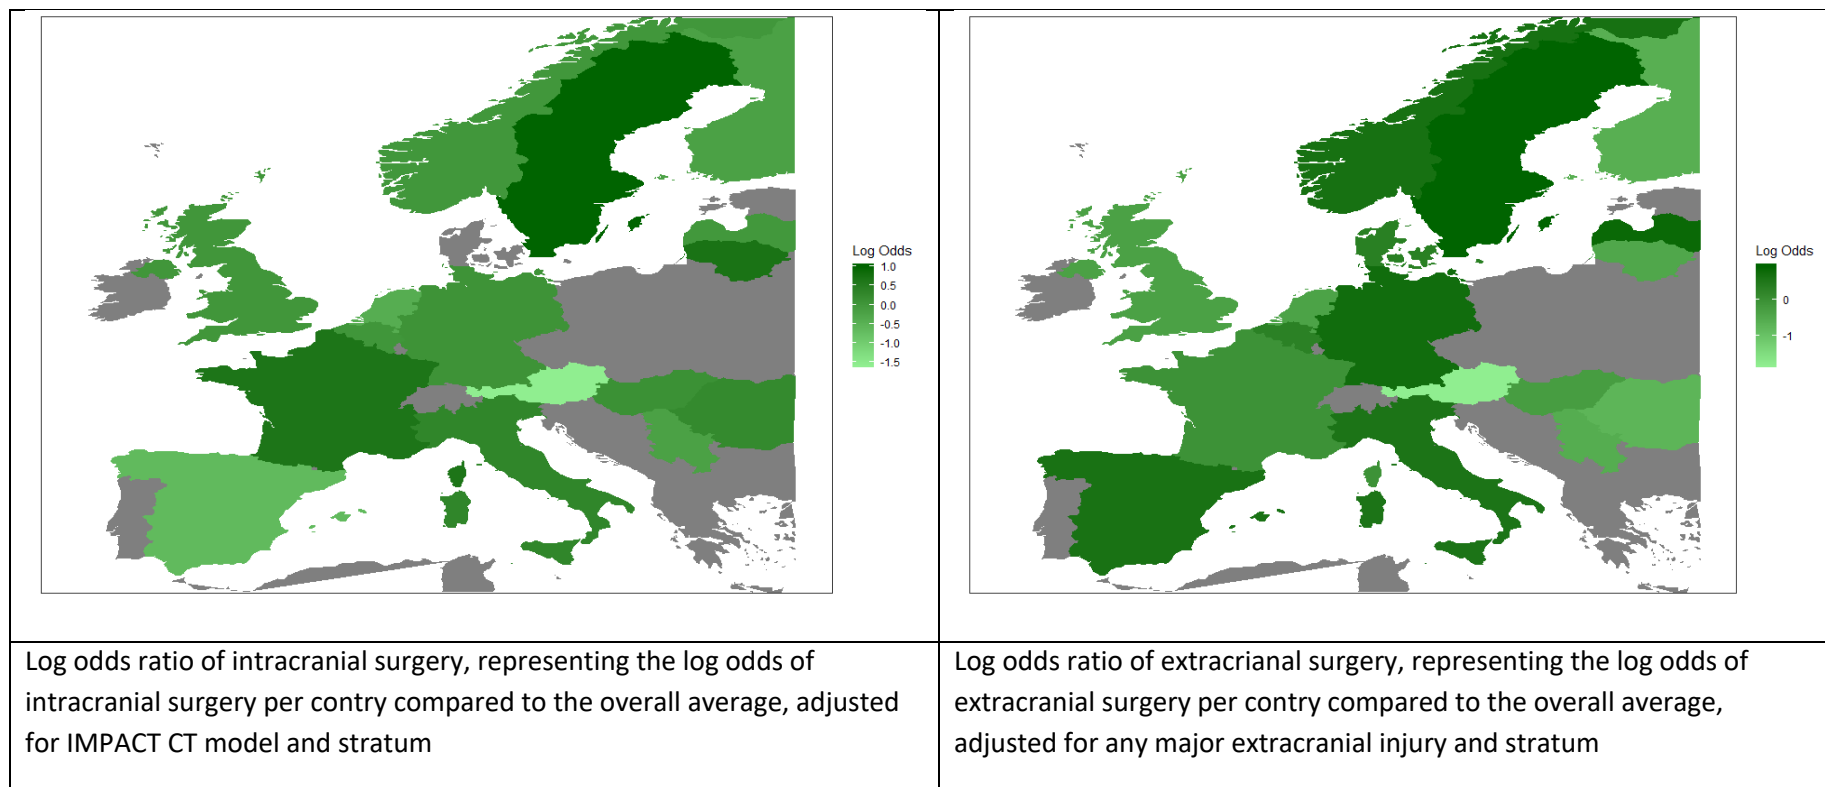 Log Odds
1.0
0.5
0.0
-0.5
-1.0
-1.5
Log Odds
0
-1
Log odds ratio of intracranial surgery, representing the log odds of
intracranial surgery per contry compared to the overall average, adjusted
for IMPACT CT model and stratum
Log odds ratio of extracrianal surgery, representing the log odds of
extracranial surgery per contry compared to the overall average,
adjusted for any major extracranial injury and stratum